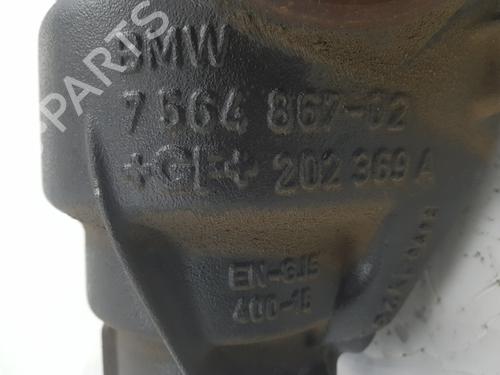 BMW
7 564 867-02
+GF+ 202 369 A
EN-GJS
400-15
PARTS